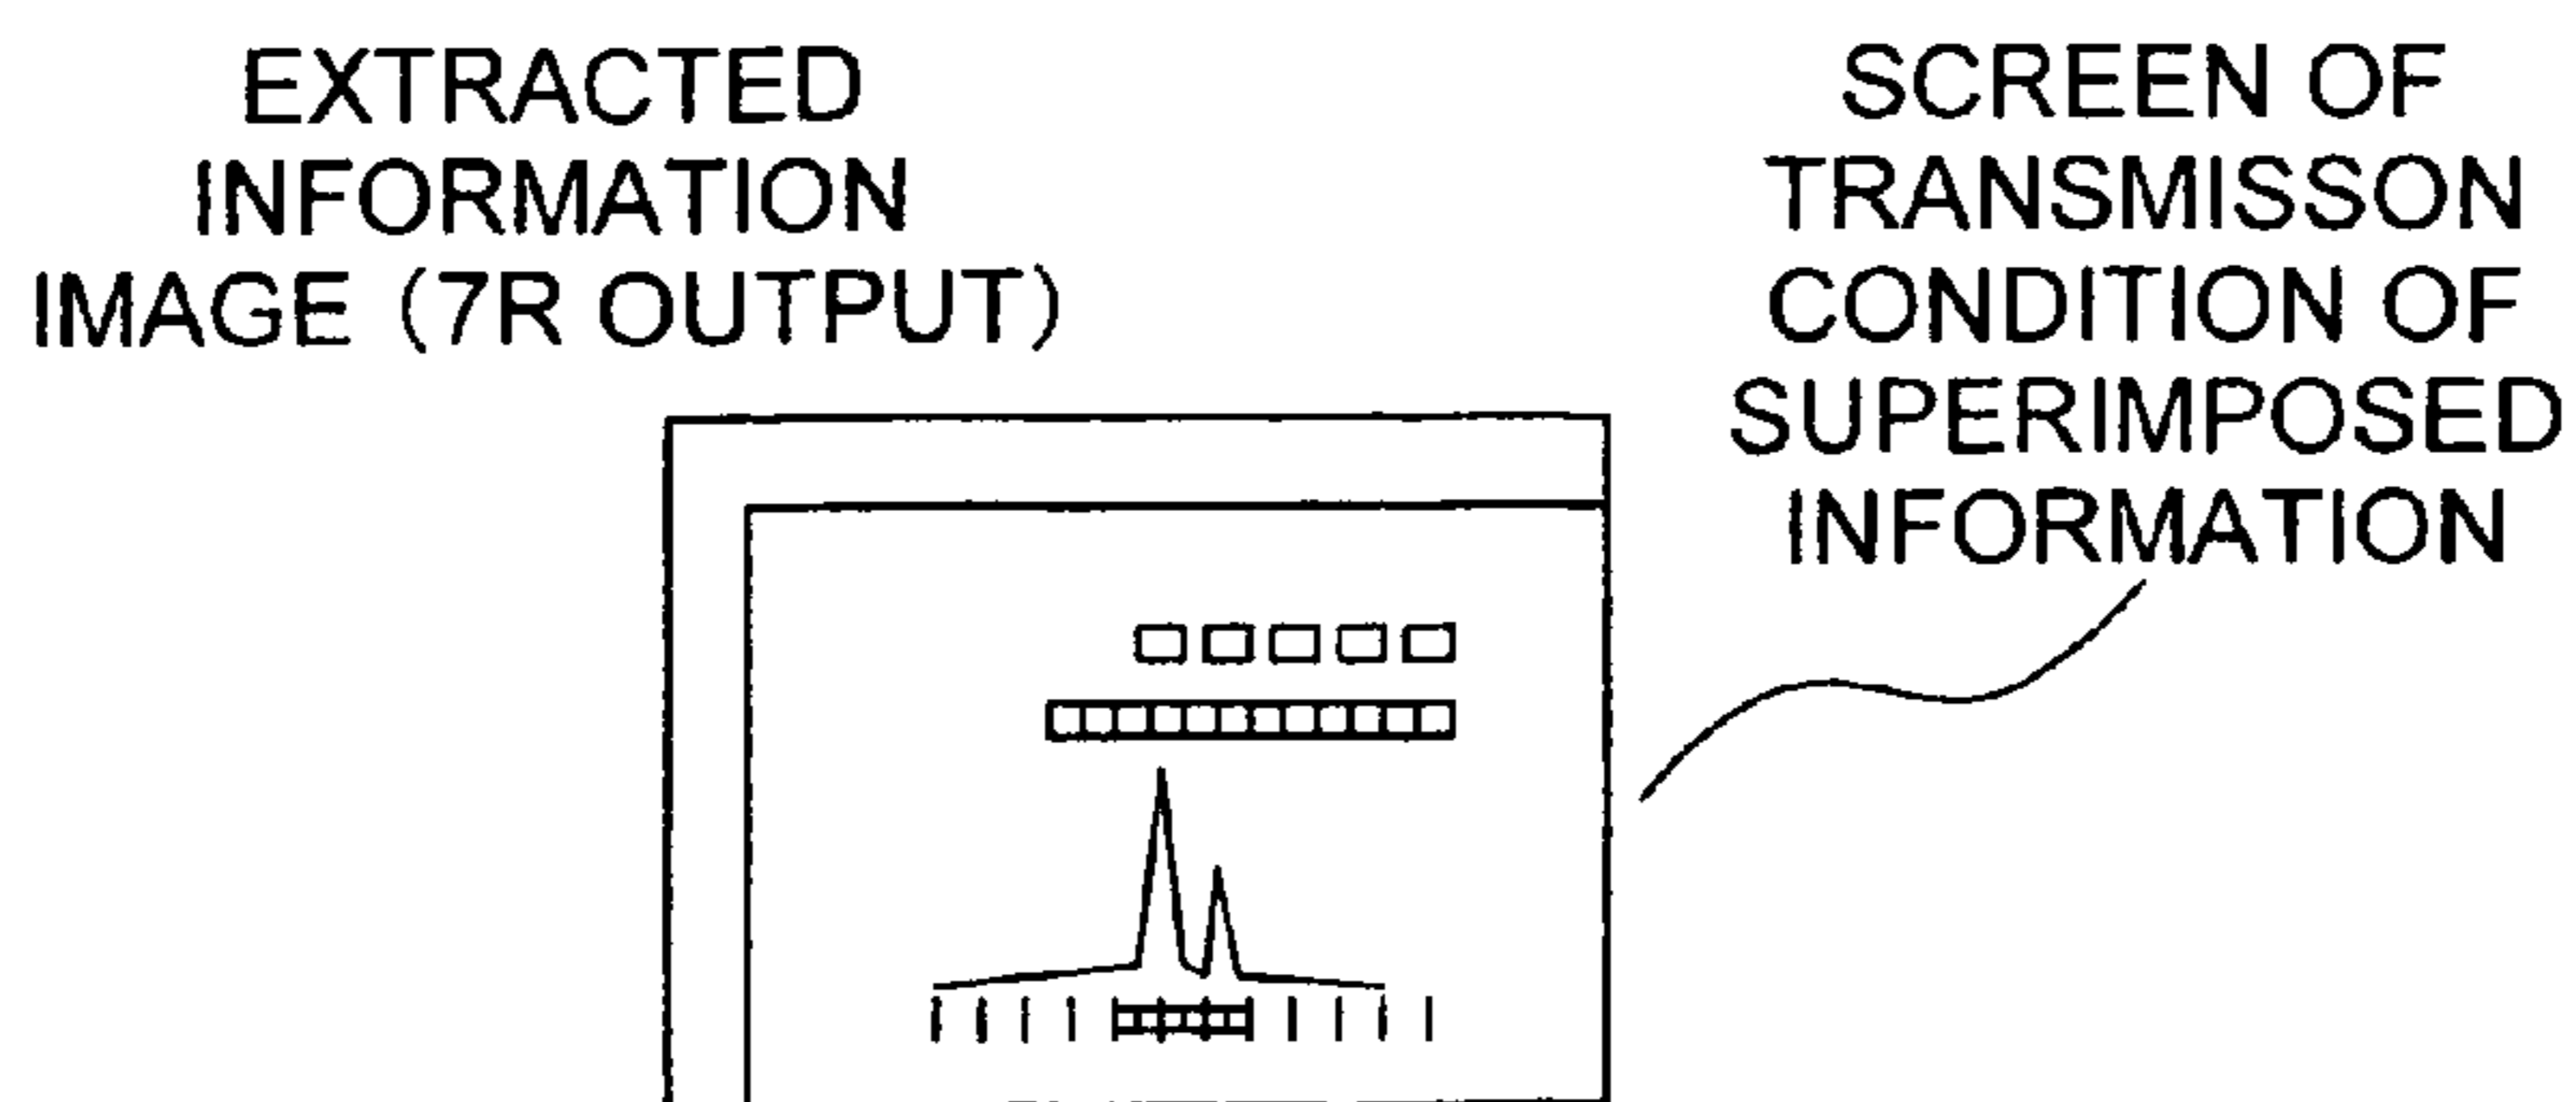 EXTRACTED
INFORMATION
IMAGE (7R OUTPUT)
SCREEN OF
TRANSMISSON
CONDITION OF
SUPERIMPOSED
INFORMATION